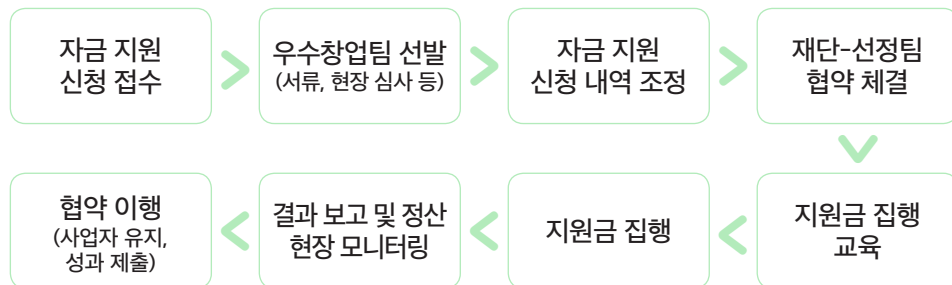 자금 지원
신청 접수
우수창업팀 선발
(서류, 현장 심사 등)
자금 지원
신청 내역 조정
재단-선정팀
협약 체결
지원금 집행
교육
지원금 집행
결과 보고 및 정산
현장 모니터링
협약 이행
(사업자 유지,
성과 제출)